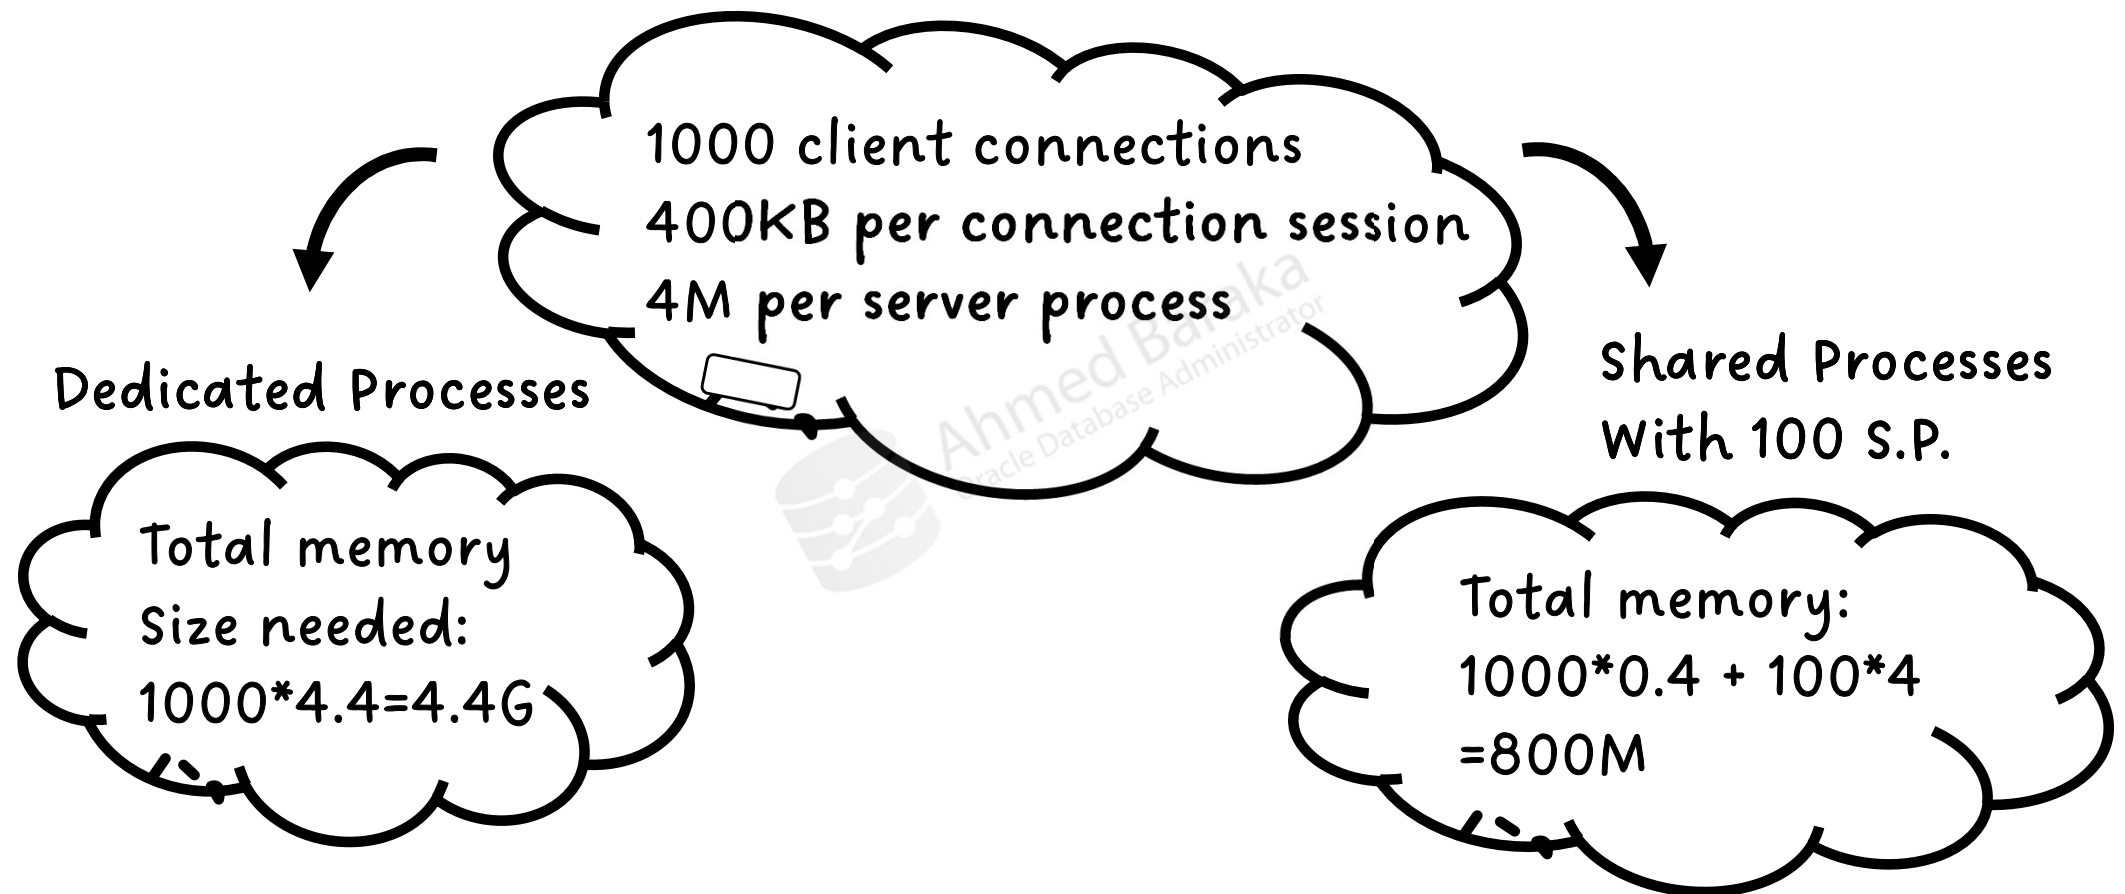 1000 client connections
400KB per connection session
4M per server process
Ahmed Baraka
Oracle Database Administrator
Dedicated Processes
Total memory
Size needed:
1000*4.4=4.4G
Shared Processes
With 100 S.P.
Total memory:
1000*0.4 + 100*4
=800M